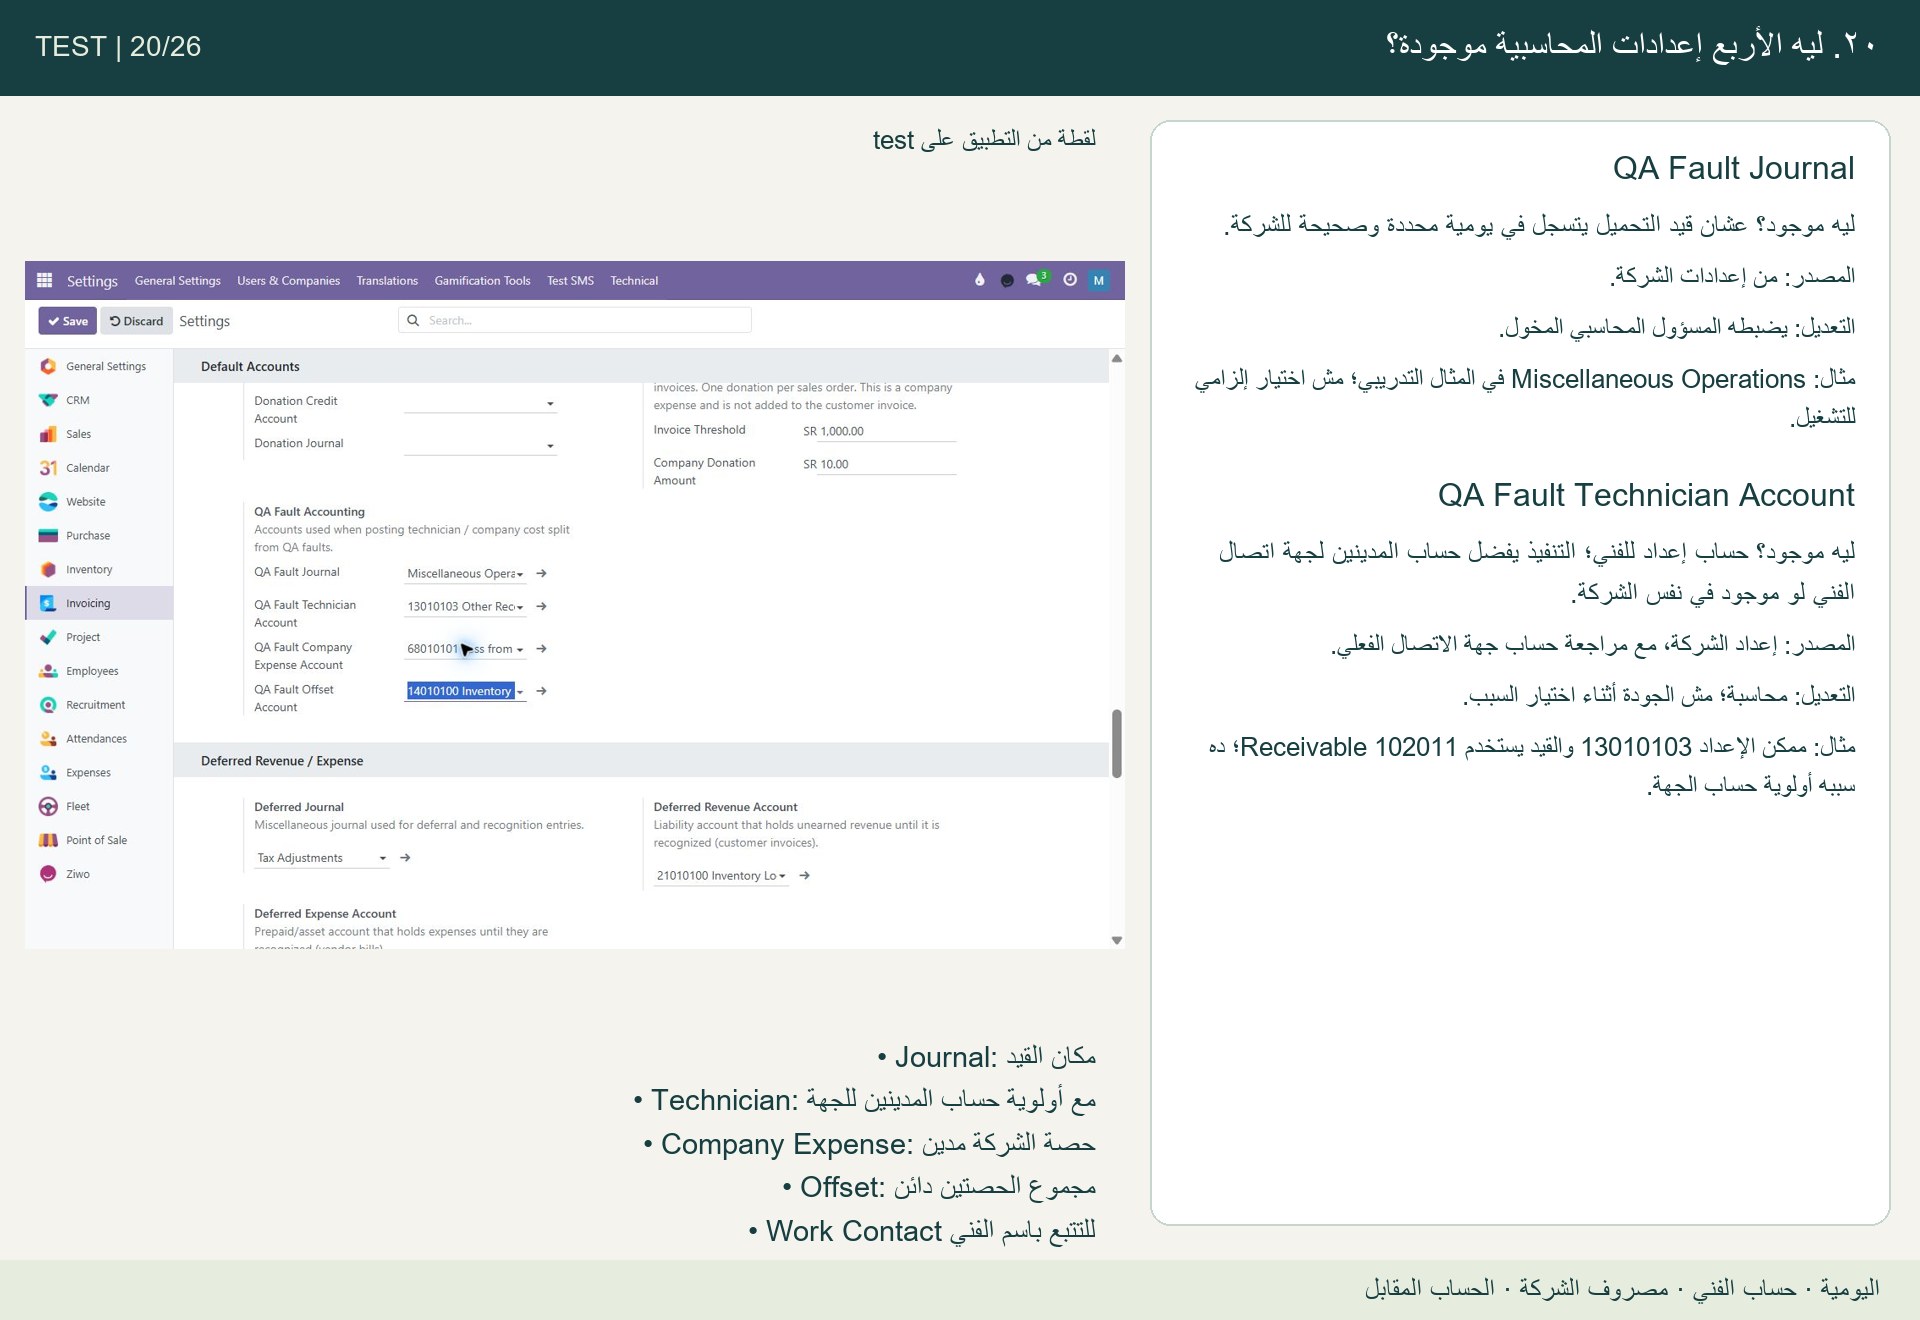 ٢٠. ليه الأربع إعدادات المحاسبية موجودة؟
TEST | 20/26
QA Fault Journal
ليه موجود؟ عشان قيد التحميل يتسجل في يومية محددة وصحيحة للشركة.
المصدر: من إعدادات الشركة.
التعديل: يضبطه المسؤول المحاسبي المخول.
مثال: Miscellaneous Operations في المثال التدريبي؛ مش اختيار إلزامي
للتشغيل.
QA Fault Technician Account
ليه موجود؟ حساب إعداد للفني؛ التنفيذ يفضل حساب المدينين لجهة اتصال
الفني لو موجود في نفس الشركة.
المصدر: إعداد الشركة، مع مراجعة حساب جهة الاتصال الفعلي.
التعديل: محاسبة؛ مش الجودة أثناء اختيار السبب.
مثال: ممكن الإعداد 13010103 والقيد يستخدم 102011 Receivable؛ ده
سببه أولوية حساب الجهة.
لقطة من التطبيق على test
Settings General Settings Users & Companies Translations Gamification Tools Test SMS Technical 3 M
Save Discard Settings Search...
General Settings
CRM
Sales
31 Calendar
Website
Purchase
Inventory
Invoicing
Project
Employees
Recruitment
Attendances
Expenses
Fleet
Point of Sale
Ziwo
Default Accounts
Donation Credit
Account
Donation Journal
invoices. One donation per sales order. This is a company
expense and is not added to the customer invoice.
Invoice Threshold SR 1,000.00
Company Donation SR 10.00
Amount
QA Fault Accounting
Accounts used when posting technician / company cost split
from QA faults.
QA Fault Journal Miscellaneous Opera
QA Fault Technician 13010103 Other Rec
Account
QA Fault Company 68010101 ss from
Expense Account
QA Fault Offset 14010100 Inventory
Account
Deferred Revenue / Expense
Deferred Journal
Miscellaneous journal used for deferral and recognition entries.
Tax Adjustments
Deferred Revenue Account
Liability account that holds unearned revenue until it is
recognized (customer invoices).
21010100 Inventory Lo
Deferred Expense Account
Prepaid/asset account that holds expenses until they are
recognized (vendor bills).
• Journal: مكان القيد
• Technician: مع أولوية حساب المدينين للجهة
• Company Expense: حصة الشركة مدين
• Offset: مجموع الحصتين دائن
• Work Contact للتتبع باسم الفني
اليومية · حساب الفني · مصروف الشركة · الحساب المقابل